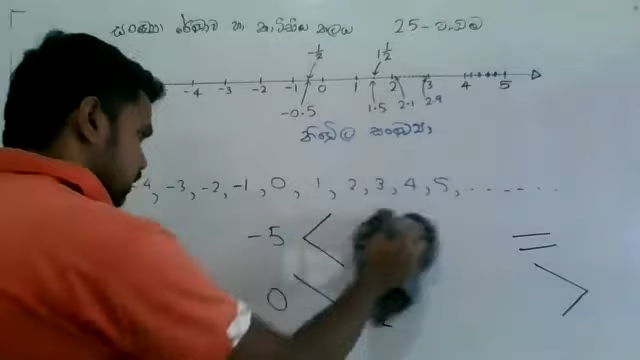 සංඛ්‍යා රේඛාව හා කාටීසීය තලය 25-
-½ 1½
-4 -3 -2 -1 0 1 2 3 4 5
-0.5 1.5 2.1 2.9
නිඛිල සංඛ්‍යා
4, -3, -2, -1, 0, 1, 2, 3, 4, 5, ......
-5 < =
0 >